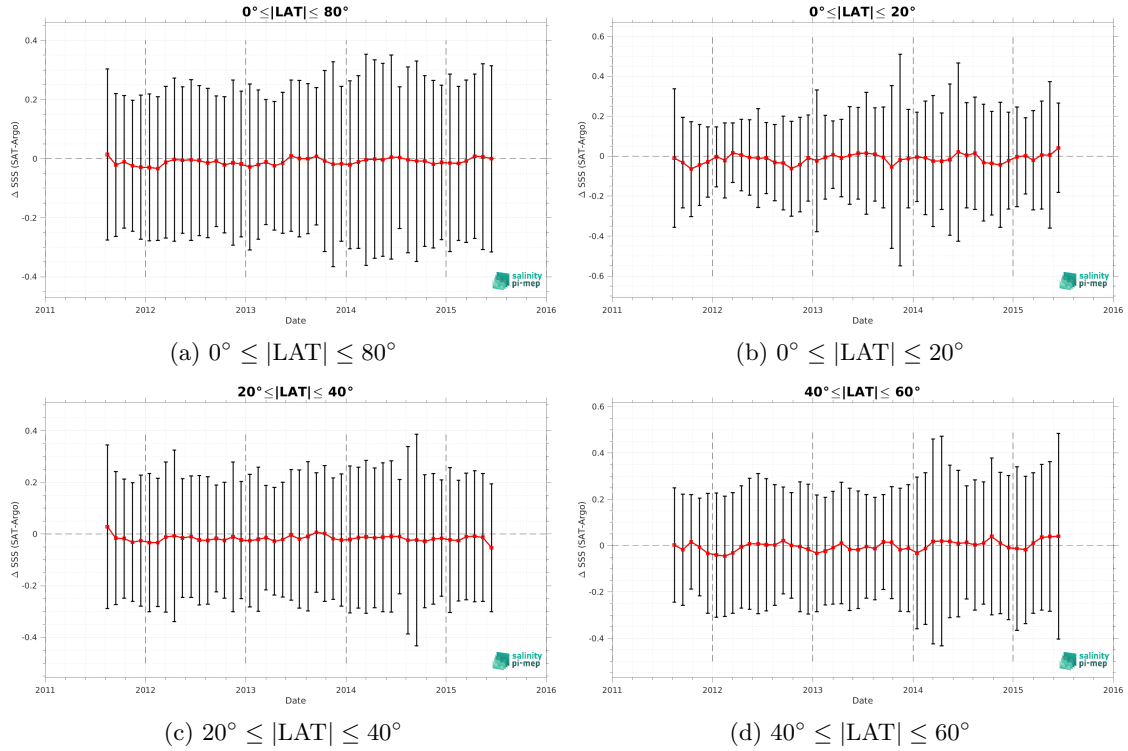 0°≤|LAT|≤ 80°
0.4
0.2
0
-0.2
-0.4
Δ SSS (SAT-Argo)
2011 2012 2013 2014 2015 2016
Date
salinity
pi-mep
(a) 0° ≤ |LAT| ≤ 80°
0°≤|LAT|≤ 20°
0.6
0.4
0.2
0
-0.2
-0.4
-0.6
Δ SSS (SAT-Argo)
2011 2012 2013 2014 2015 2016
Date
salinity
pi-mep
(b) 0° ≤ |LAT| ≤ 20°
20°≤|LAT|≤ 40°
0.4
0.2
0
-0.2
-0.4
Δ SSS (SAT-Argo)
2011 2012 2013 2014 2015 2016
Date
salinity
pi-mep
(c) 20° ≤ |LAT| ≤ 40°
40°≤|LAT|≤ 60°
0.6
0.4
0.2
0
-0.2
-0.4
Δ SSS (SAT-Argo)
2011 2012 2013 2014 2015 2016
Date
salinity
pi-mep
(d) 40° ≤ |LAT| ≤ 60°